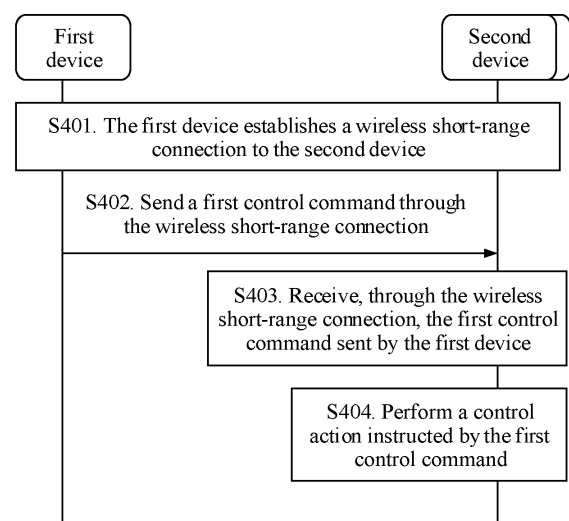 First
device
Second
device
S401. The first device establishes a wireless short-range
connection to the second device
S402. Send a first control command through
the wireless short-range connection
S403. Receive, through the wireless
short-range connection, the first control
command sent by the first device
S404. Perform a control
action instructed by the first
control command